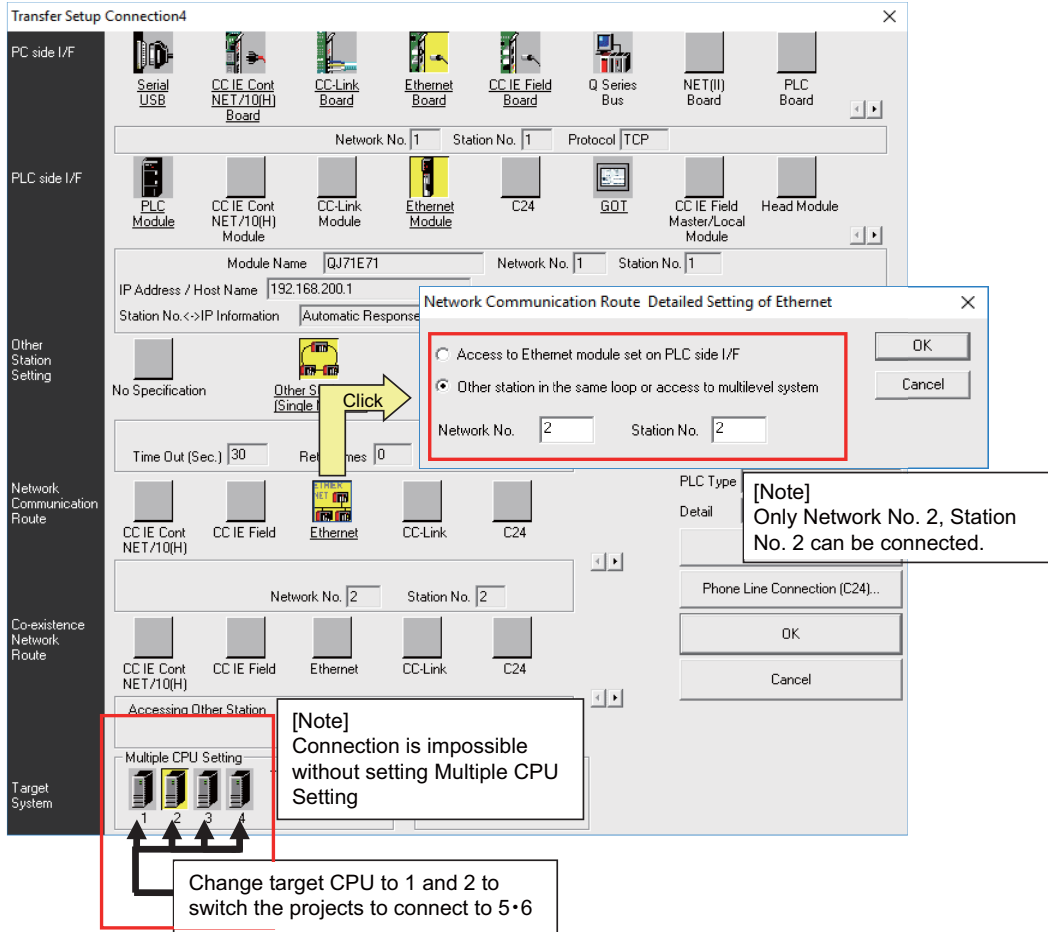 Transfer Setup Connection4
PC side I/F
Serial USB
CC IE Cont NET/10(H) Board
CC-Link Board
Ethernet Board
CC IE Field Board
Q Series Bus
NET(II) Board
PLC Board
Network No. 1 Station No. 1 Protocol TCP
PLC side I/F
PLC Module
CC IE Cont NET/10(H) Module
CC-Link Module
Ethernet Module
C24
GOT
CC IE Field Master/Local Module
Head Module
Module Name QJ71E71 Network No. 1 Station No. 1
IP Address / Host Name 192.168.200.1
Station No.<->IP Information Automatic Response
Network Communication Route Detailed Setting of Ethernet
Access to Ethernet module set on PLC side I/F
Other station in the same loop or access to multilevel system
Network No. 2 Station No. 2
OK
Cancel
Other Station Setting
No Specification
Click
Time Out (Sec.) 30
0
[Note]
Only Network No. 2, Station
No. 2 can be connected.
PLC Type
Detail
Network Communication Route
CC IE Cont NET/10(H)
CC IE Field
Ethernet
CC-Link
C24
Network No. 2 Station No. 2
Phone Line Connection (C24)...
OK
Cancel
Co-existence Network Route
CC IE Cont NET/10(H)
CC IE Field
Ethernet
CC-Link
C24
Accessing Other Station
[Note]
Connection is impossible
without setting Multiple CPU
Setting
Target System
Multiple CPU Setting
1 2 3 4
Change target CPU to 1 and 2 to
switch the projects to connect to 5・6